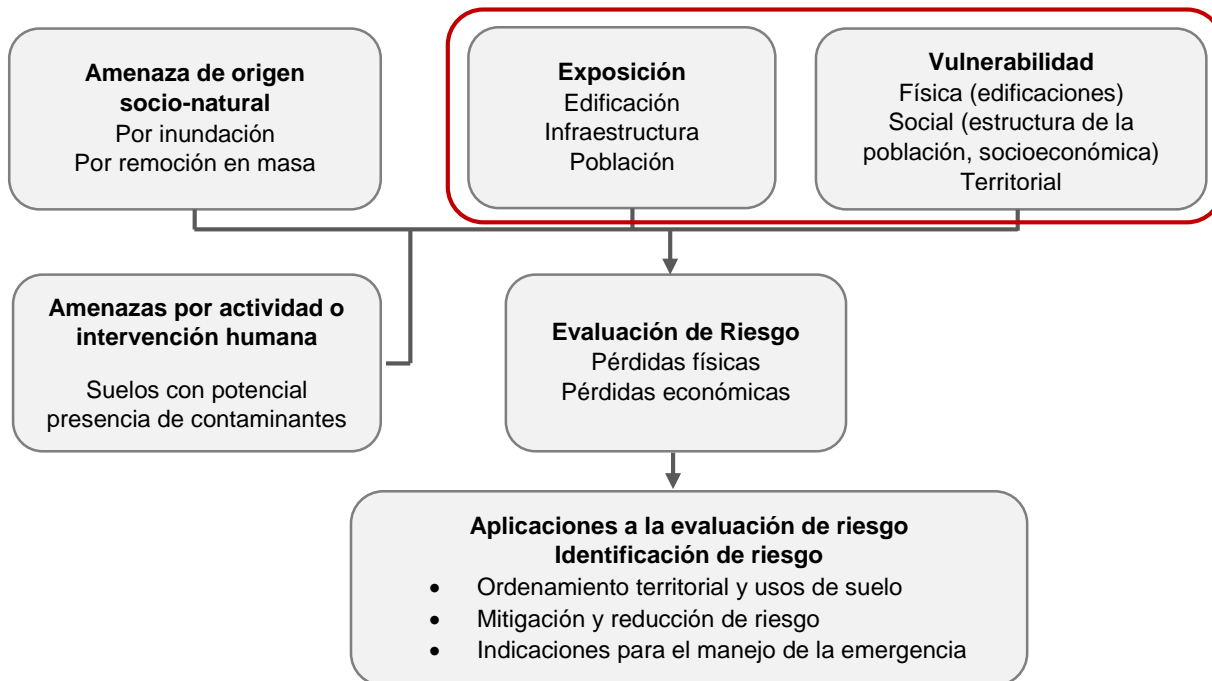 Amenaza de origen
socio-natural
Por inundación
Por remoción en masa
Exposición
Edificación
Infraestructura
Población
Vulnerabilidad
Física (edificaciones)
Social (estructura de la
población, socioeconómica)
Territorial
Amenazas por actividad o
intervención humana
Suelos con potencial
presencia de contaminantes
Evaluación de Riesgo
Pérdidas físicas
Pérdidas económicas
Aplicaciones a la evaluación de riesgo
Identificación de riesgo
• Ordenamiento territorial y usos de suelo
• Mitigación y reducción de riesgo
• Indicaciones para el manejo de la emergencia